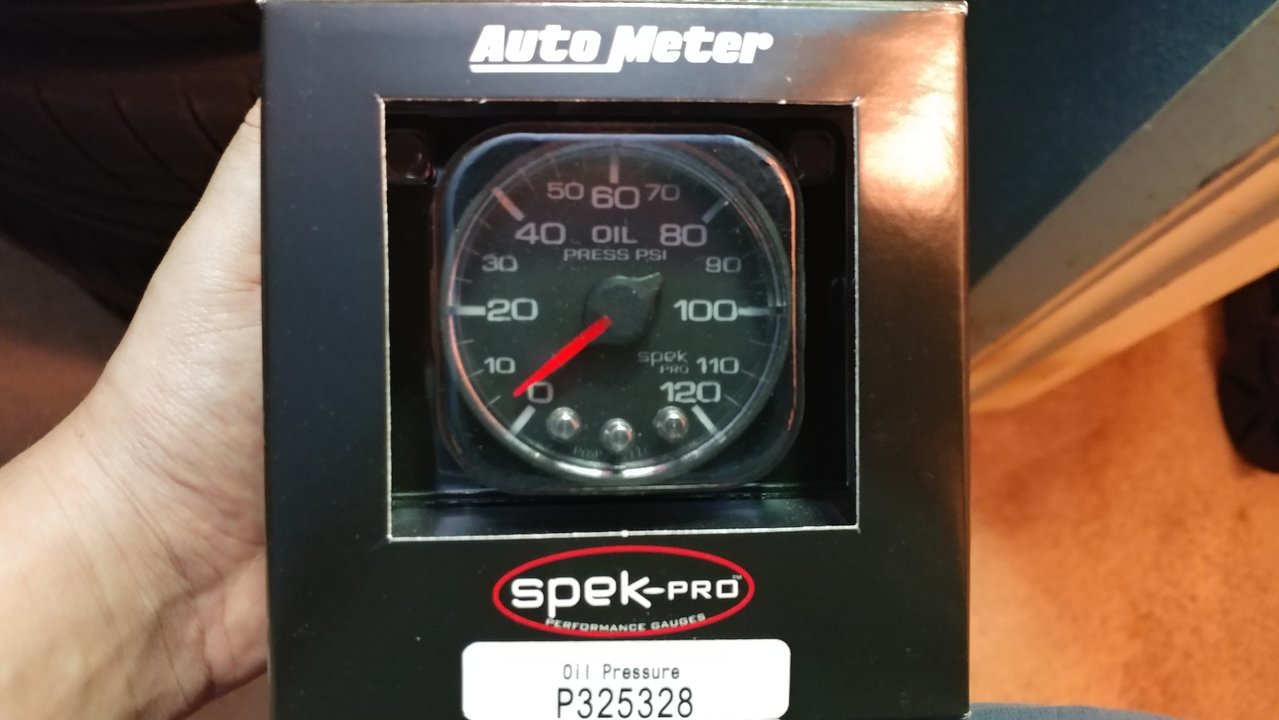 Auto Meter
50 60 70
40 OIL 80
PRESS PSI
30 90
20 100
spek
PRO
10 110
0 120
spek-PRO™
PERFORMANCE GAUGES
Oil Pressure
P325328